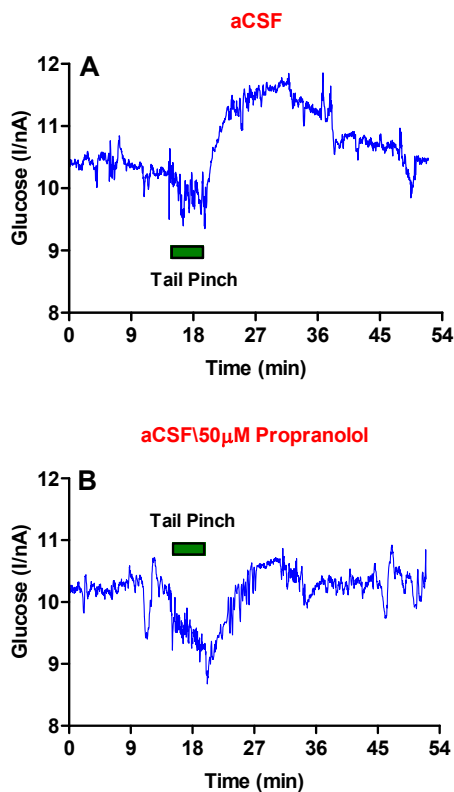 aCSF
A
12
11
10
9
8
Glucose (I/nA)
Tail Pinch
0 9 18 27 36 45 54
Time (min)
aCSF\50μM Propranolol
B
12
11
10
9
8
Glucose (I/nA)
Tail Pinch
0 9 18 27 36 45 54
Time (min)